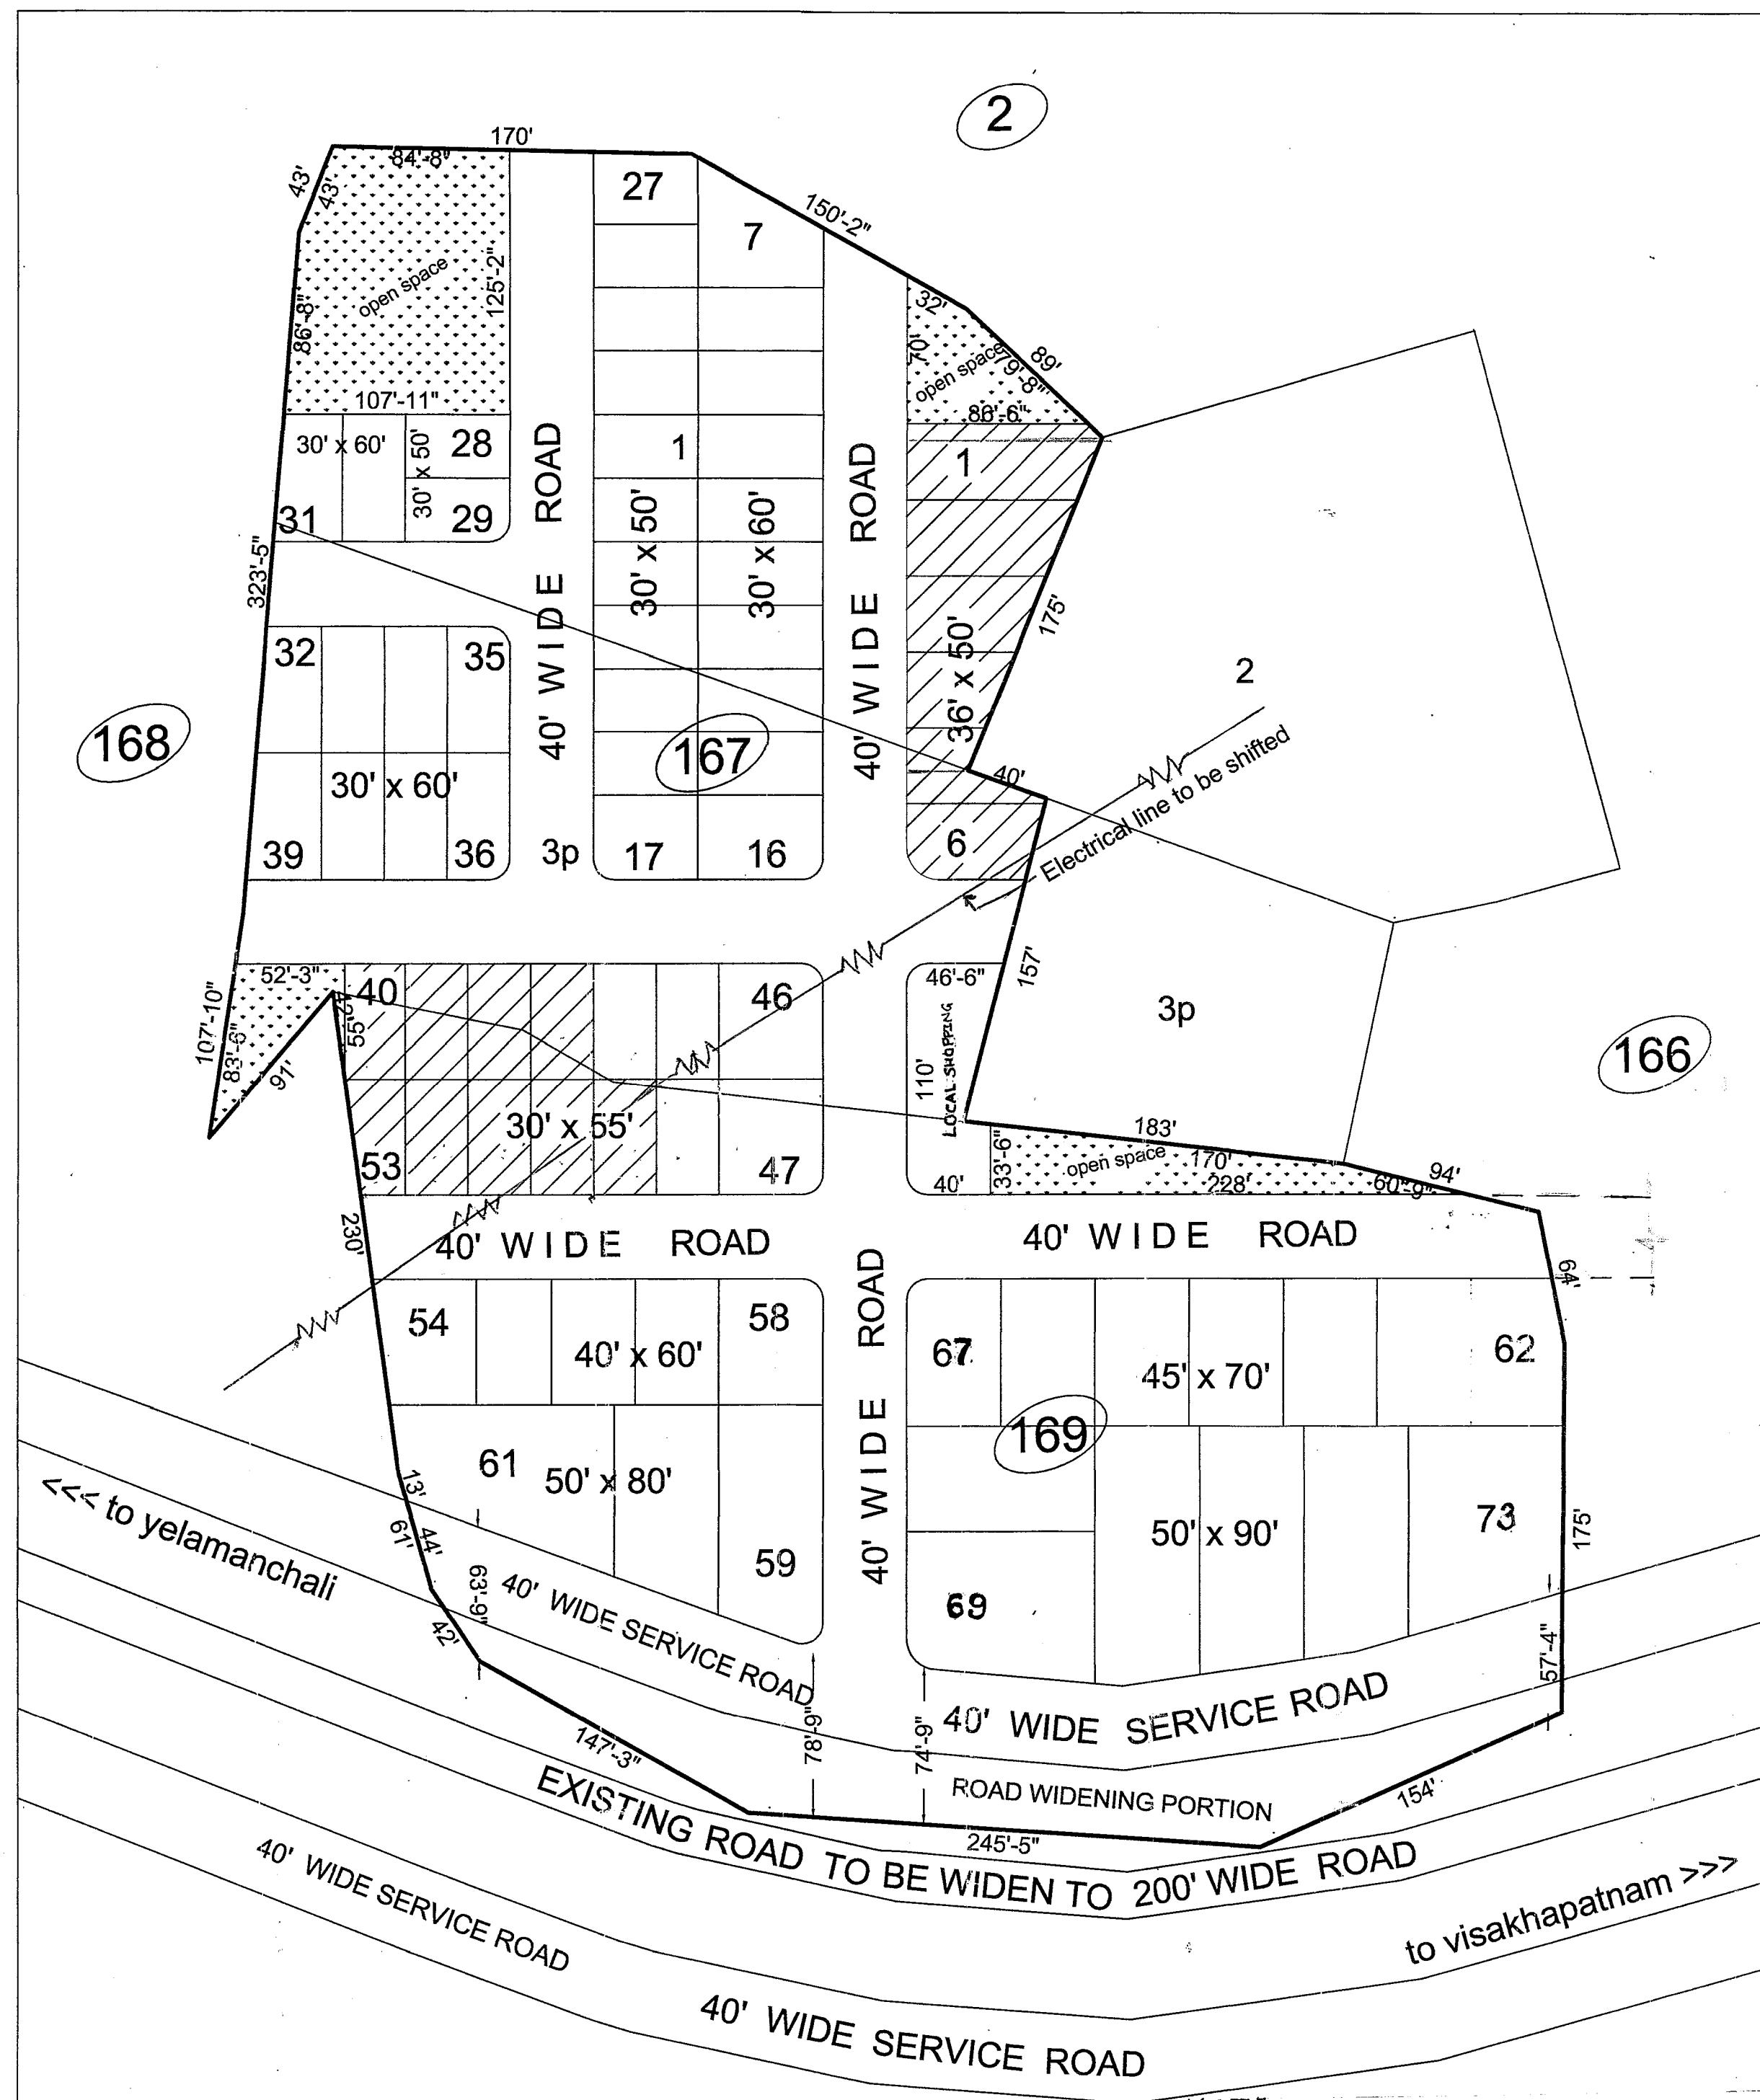 2
170'
84'-8"
43'
43'
27
150'-2"
7
open space
125'-2"
86'-8"
32'
70'
open space
79'-8"
89'
107'-11"
86'-6"
30' x 60'
30' x 50'
28
1
1
31
29
40' WIDE ROAD
30' x 50'
30' x 60'
40' WIDE ROAD
323'-5"
36' x 50'
175'
32
35
2
168
167
40'
Electrical line to be shifted
30' x 60'
39
36
3p
17
16
6
52'-3"
40
46
46'-6"
157'
3p
107'-10"
83'-6"
91'
55'
110'
LOCAL SHOPPING
166
30' x 55'
183'
33'-6"
open space
170'
94'
53
47
40'
228'
60'-9"
230'
40' WIDE ROAD
40' WIDE ROAD
64'
54
58
40' x 60'
40' WIDE ROAD
67
62
45' x 70'
169
61
50' x 80'
13'
<<< to yelamanchali
61'
44'
73
50' x 90'
175'
59
63'-9"
40' WIDE SERVICE ROAD
69
42'
57'-4"
40' WIDE SERVICE ROAD
147'-3"
78'-9"
74'-9"
ROAD WIDENING PORTION
154'
245'-5"
EXISTING ROAD TO BE WIDEN TO 200' WIDE ROAD
40' WIDE SERVICE ROAD
to visakhapatnam >>>
40' WIDE SERVICE ROAD